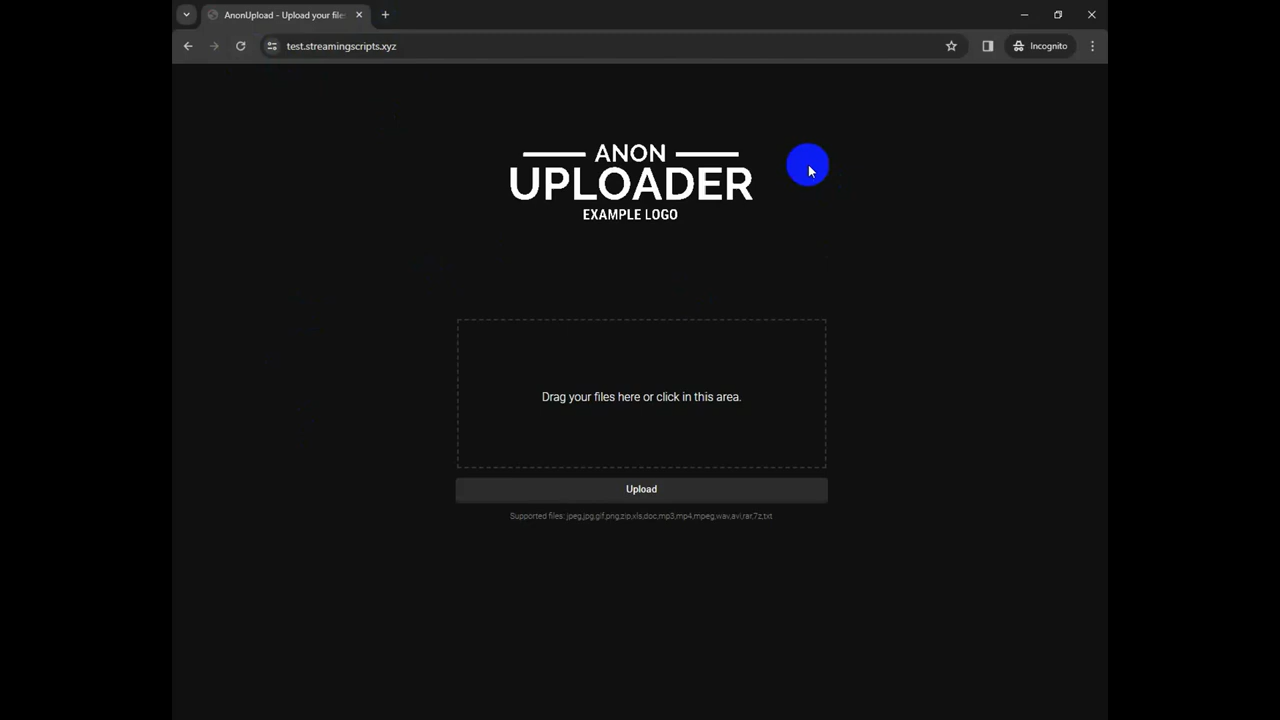 AnonUpload - Upload your file
test.streamingscripts.xyz
Incognito
ANON
UPLOADER
EXAMPLE LOGO
Drag your files here or click in this area.
Upload
Supported files: jpeg,jpg,gif,png,zip,xls,doc,mp3,mp4,mpeg,wav,avi,rar,7z,txt